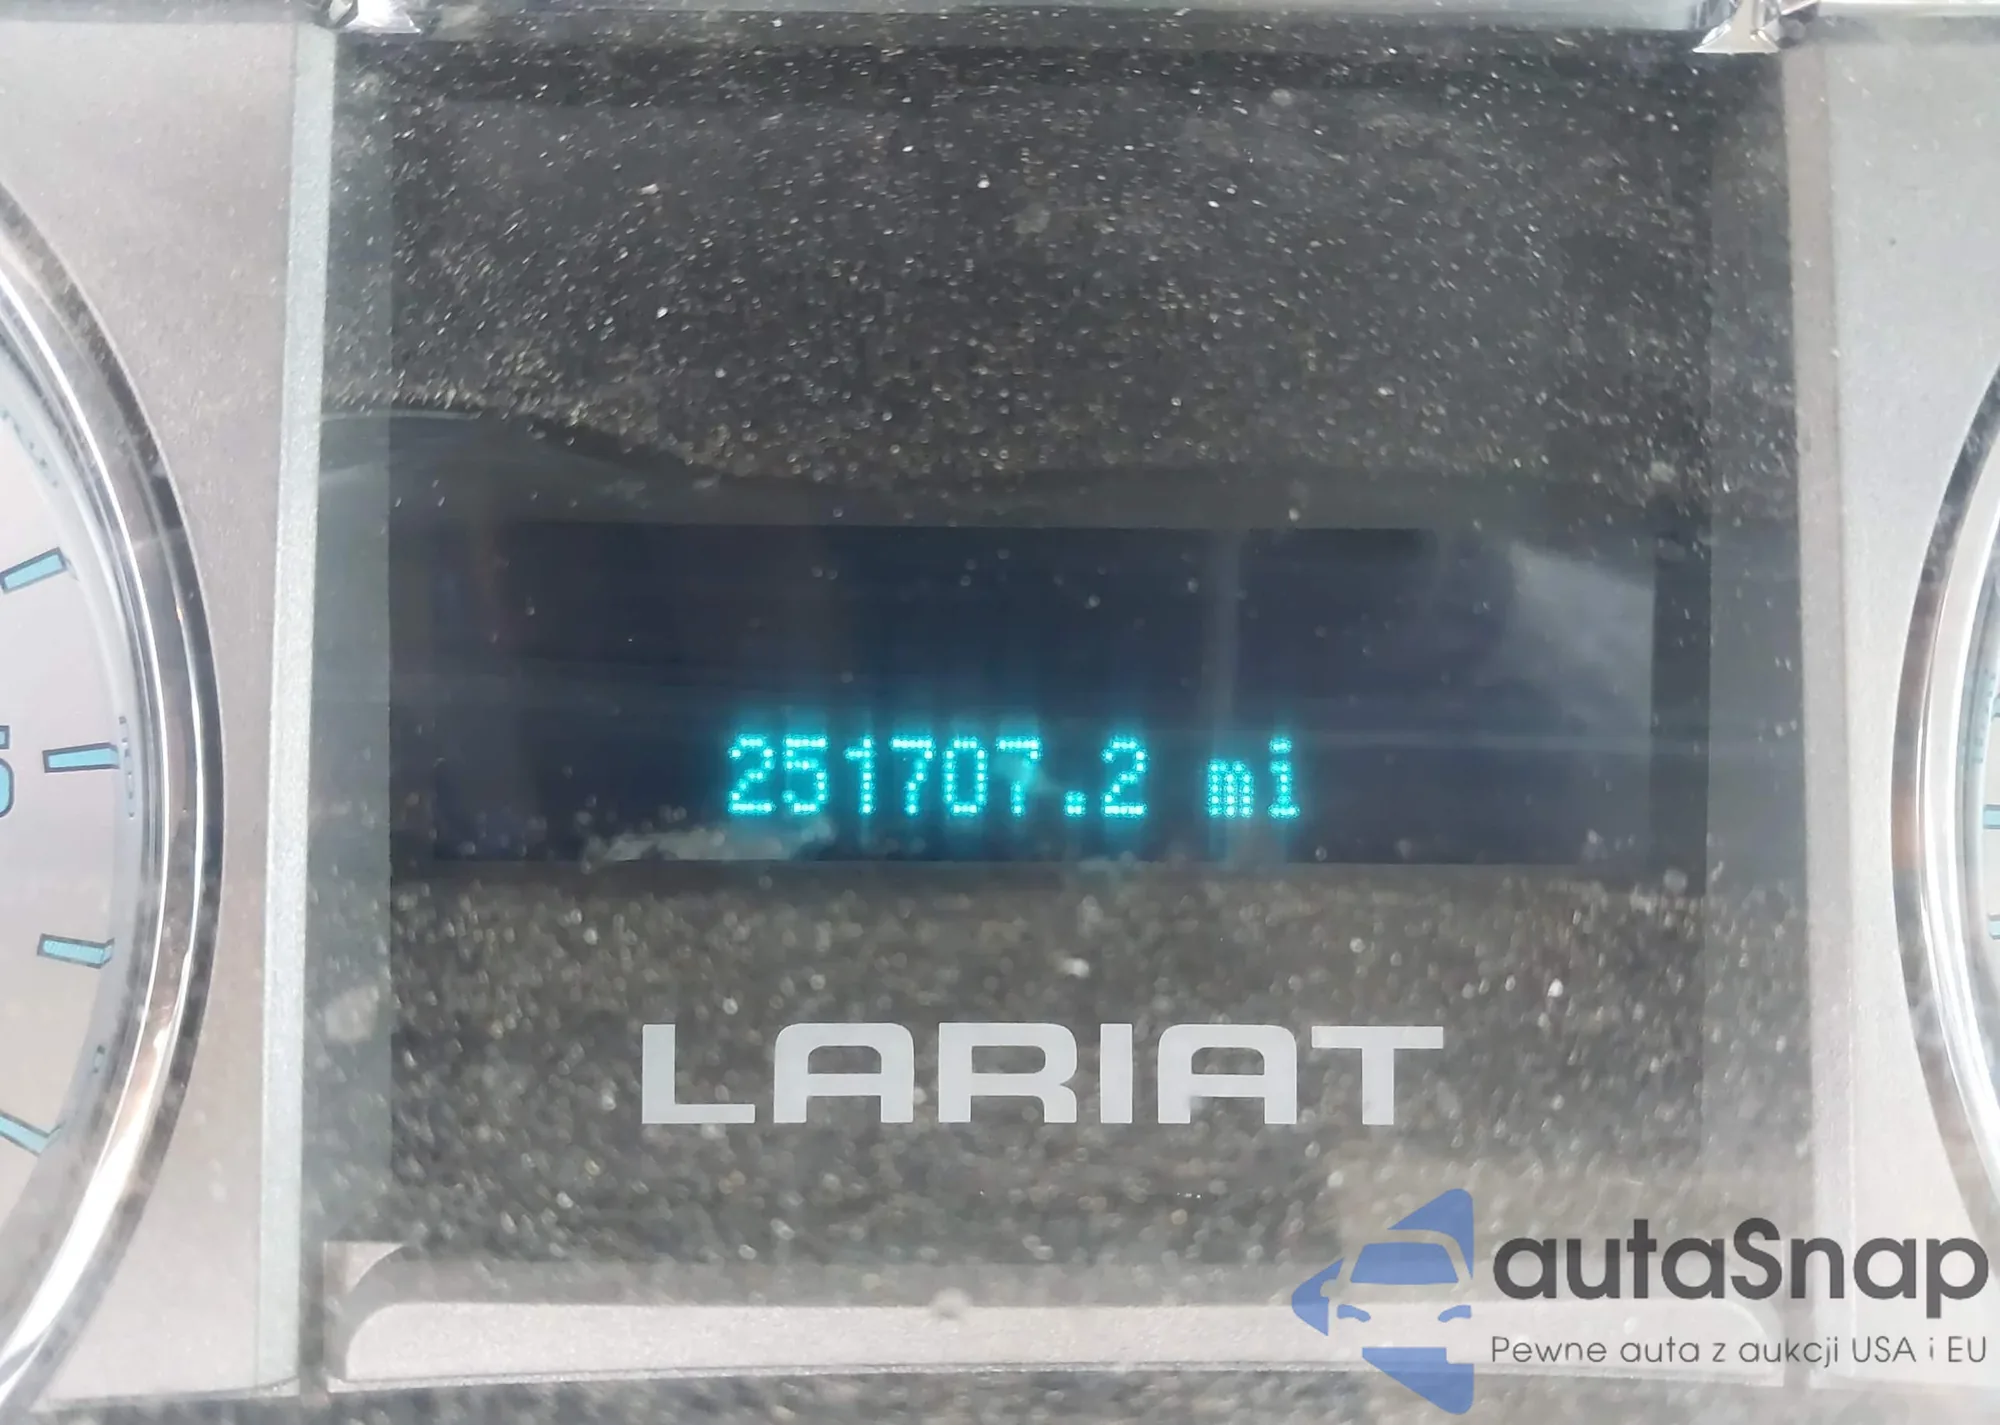 251707.2 mi
LARIAT
autaSnap
Pewne auta z aukcji USA i EU